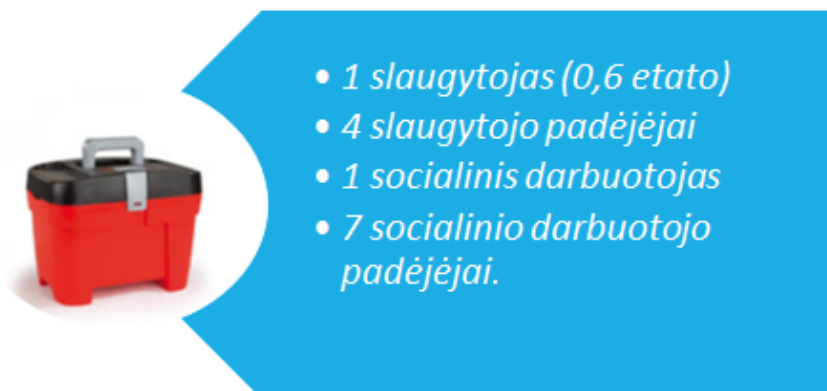 • 1 slaugytojas (0,6 etato)
• 4 slaugytojo padėjėjai
• 1 socialinis darbuotojas
• 7 socialinio darbuotojo
padėjėjai.